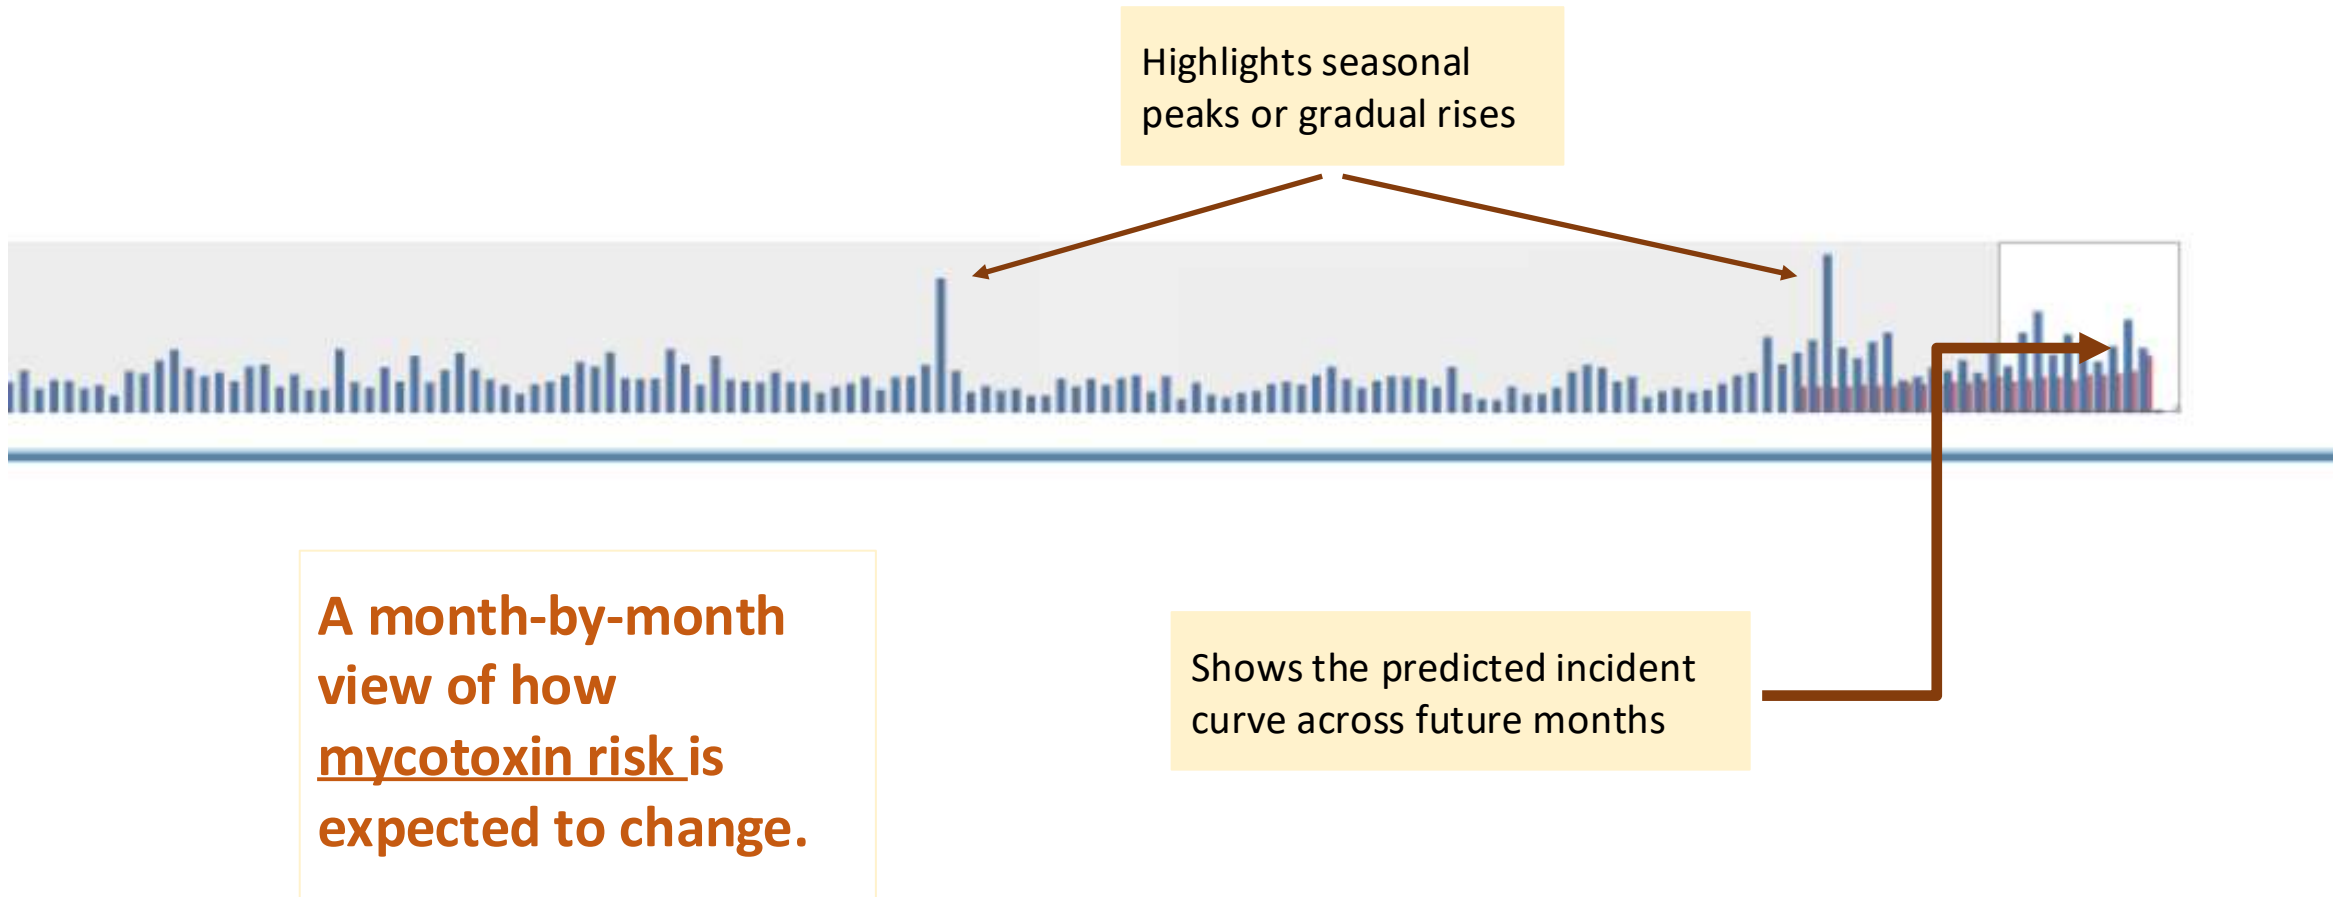 Highlights seasonal
peaks or gradual rises
A month-by-month
view of how
mycotoxin risk is
expected to change.
Shows the predicted incident
curve across future months